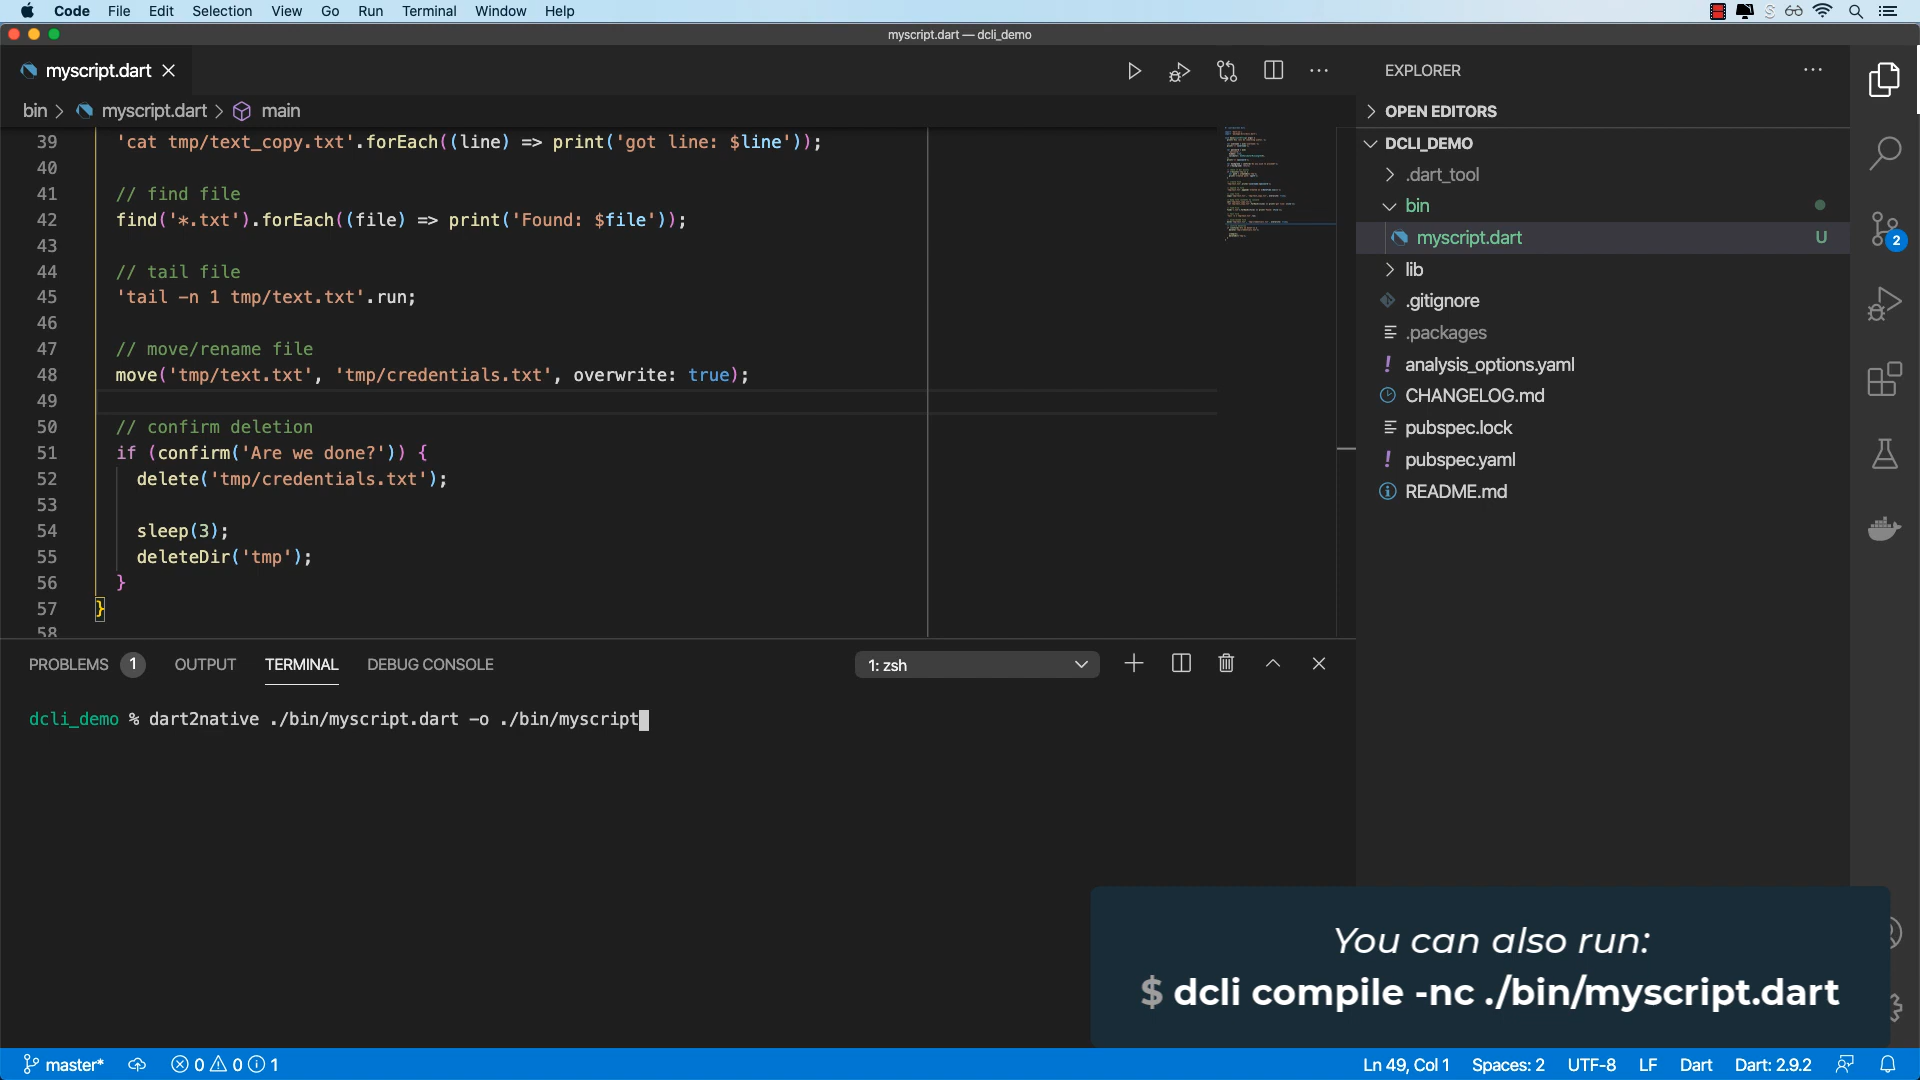 Code File Edit Selection View Go Run Terminal Window Help
myscript.dart — dcli_demo
myscript.dart
bin > myscript.dart > main
39 'cat tmp/text_copy.txt'.forEach((line) => print('got line: $line'));
40
41 // find file
42 find('*.txt').forEach((file) => print('Found: $file'));
43
44 // tail file
45 'tail -n 1 tmp/text.txt'.run;
46
47 // move/rename file
48 move('tmp/text.txt', 'tmp/credentials.txt', overwrite: true);
49
50 // confirm deletion
51 if (confirm('Are we done?')) {
52 delete('tmp/credentials.txt');
53
54 sleep(3);
55 deleteDir('tmp');
56 }
57 }
58
EXPLORER
OPEN EDITORS
DCLI_DEMO
.dart_tool
bin
myscript.dart U
lib
.gitignore
.packages
analysis_options.yaml
CHANGELOG.md
pubspec.lock
pubspec.yaml
README.md
2
PROBLEMS 1 OUTPUT TERMINAL DEBUG CONSOLE 1: zsh
dcli_demo % dart2native ./bin/myscript.dart -o ./bin/myscript
You can also run:
$ dcli compile -nc ./bin/myscript.dart
master* 0 0 1 Ln 49, Col 1 Spaces: 2 UTF-8 LF Dart Dart: 2.9.2